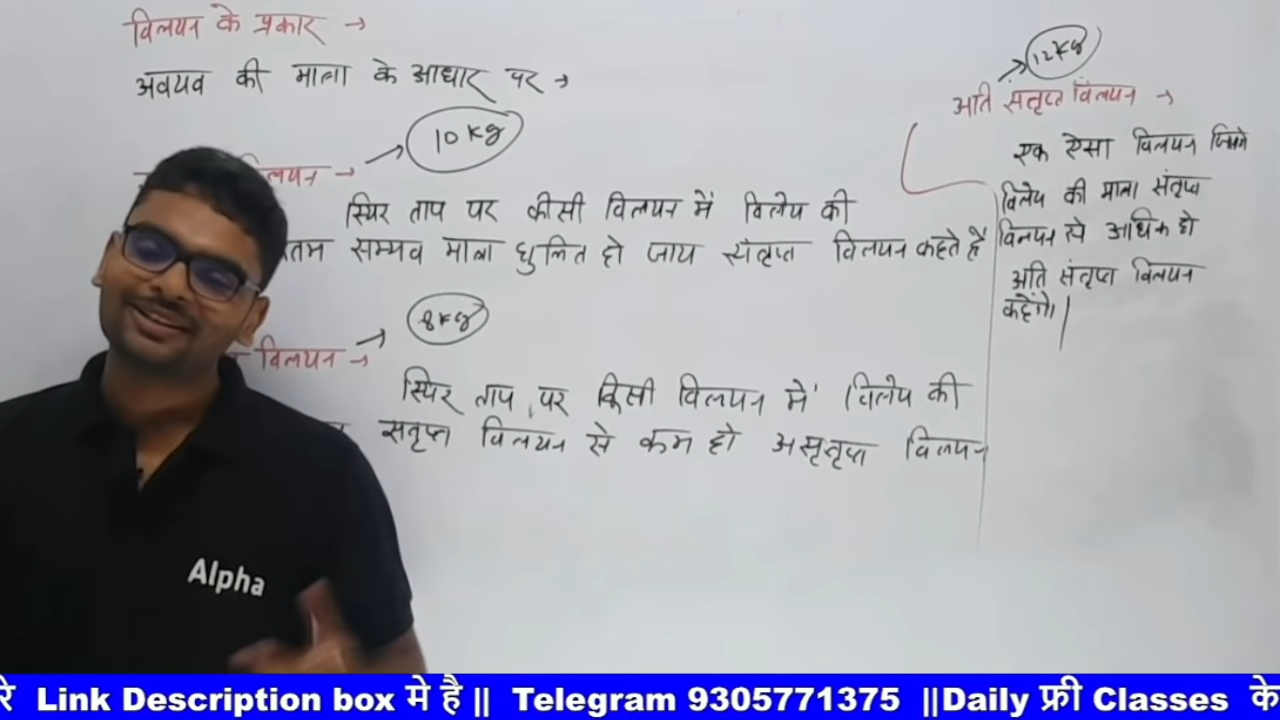 विलयन के प्रकार →
अवयव की मात्रा के आधार पर →
लयन → 10 Kg
स्थिर ताप पर कीसी विलयन में विलेय की
तम सम्भव मात्रा घुलित हो जाय संतृप्त विलयन कहते है
विलयन → 8 Kg
स्थिर ताप पर किसी विलयन में विलेय की
संतृप्त विलयन से कम हो असंतृप्त विलयन
12 Kg
अति संतृप्त विलयन →
एक ऐसा विलयन जिसमे
विलेय की मात्रा संतृप्त
विलयन से अधिक हो
अति संतृप्त विलयन
कहेंगे।
Alpha
रे Link Description box मे है || Telegram 9305771375 ||Daily फ्री Classes के